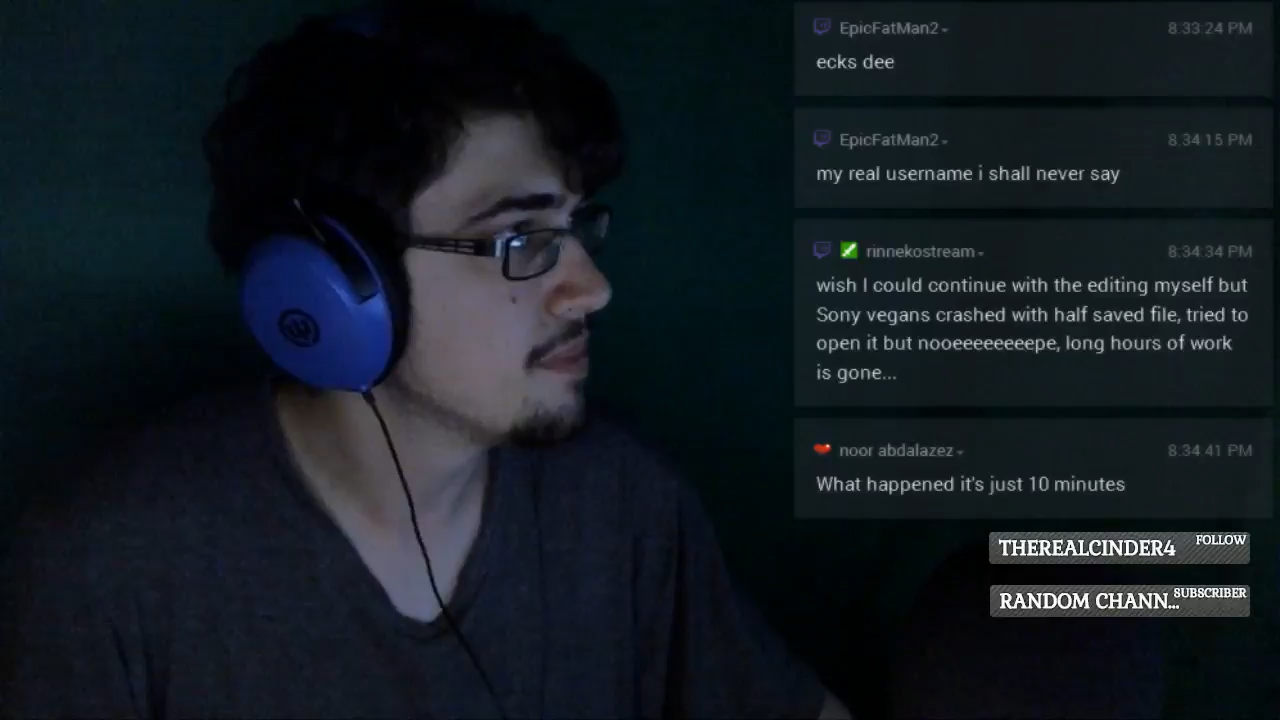 EpicFatMan2
8:33:24 PM
ecks dee
EpicFatMan2
8:34:15 PM
my real username i shall never say
rinnekostream
8:34:34 PM
wish I could continue with the editing myself but
Sony vegans crashed with half saved file, tried to
open it but nooeeeeeeeepe, long hours of work
is gone...
noor abdalazez
8:34:41 PM
What happened it's just 10 minutes
THEREALCINDER4
FOLLOW
RANDOM CHANN...
SUBSCRIBER